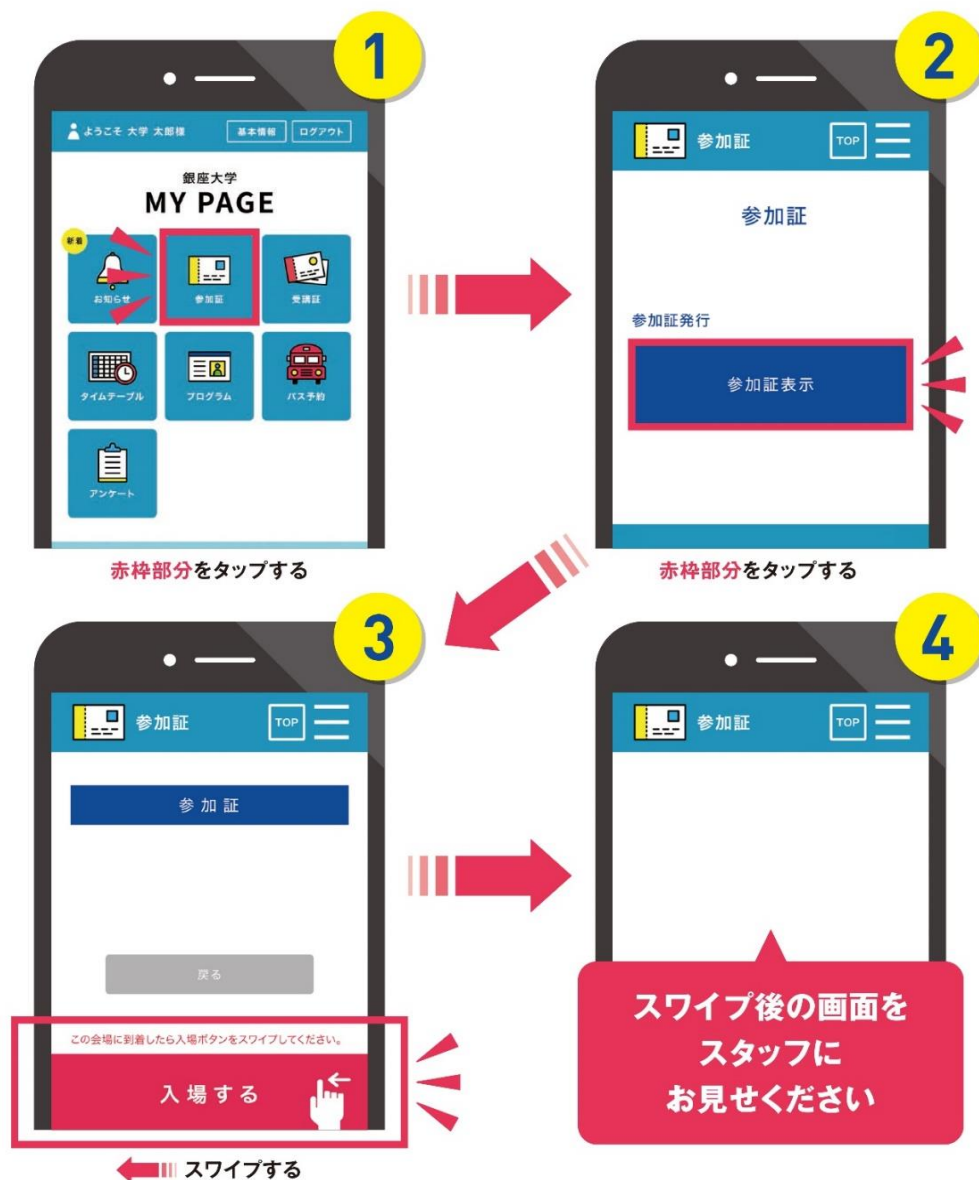 1
ようこそ 大学 太郎様
基本情報
ログアウト
銀座大学
MY PAGE
新着
お知らせ
参加証
受講証
タイムテーブル
プログラム
バス予約
アンケート
赤枠部分をタップする
2
参加証
TOP
参加証
参加証発行
参加証表示
赤枠部分をタップする
3
参加証
TOP
参加証
戻る
この会場に到着したら入場ボタンをスワイプしてください。
入場する
スワイプする
4
参加証
TOP
スワイプ後の画面を
スタッフに
お見せください